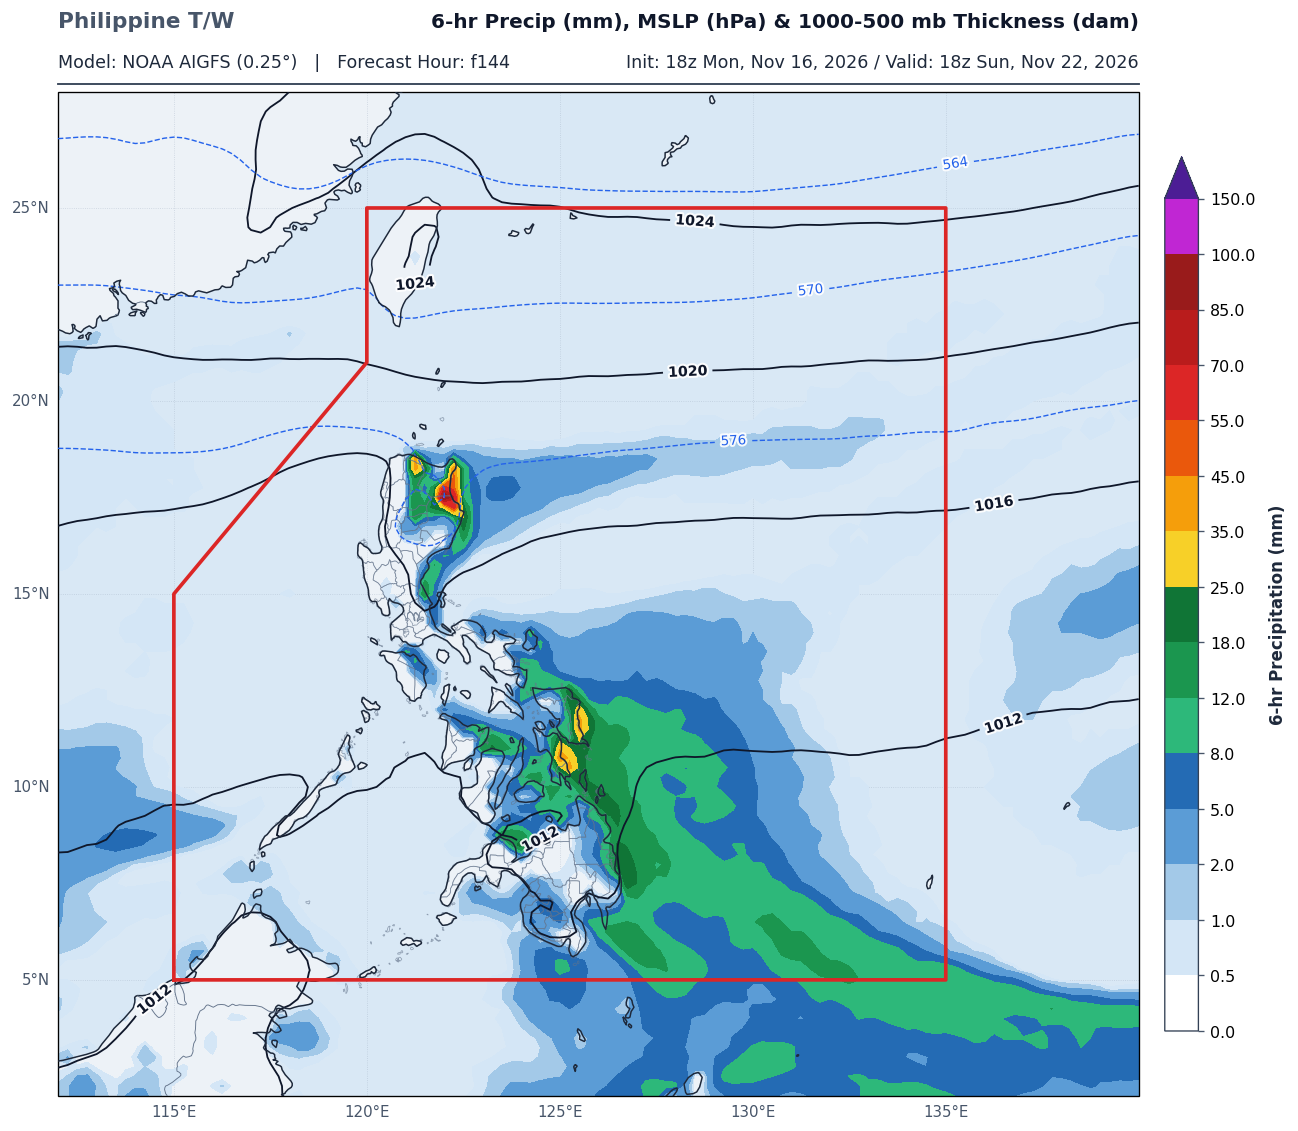 Philippine T/W
6-hr Precip (mm), MSLP (hPa) & 1000-500 mb Thickness (dam)
Model: NOAA AIGFS (0.25°) | Forecast Hour: f144
Init: 18z Mon, Nov 16, 2026 / Valid: 18z Sun, Nov 22, 2026
564
25°N
1024
1024
570
20°N
1020
576
1016
15°N
1012
10°N
1012
5°N
1012
115°E
120°E
125°E
130°E
135°E
150.0
100.0
85.0
70.0
55.0
45.0
35.0
25.0
18.0
12.0
8.0
5.0
2.0
1.0
0.5
0.0
6-hr Precipitation (mm)